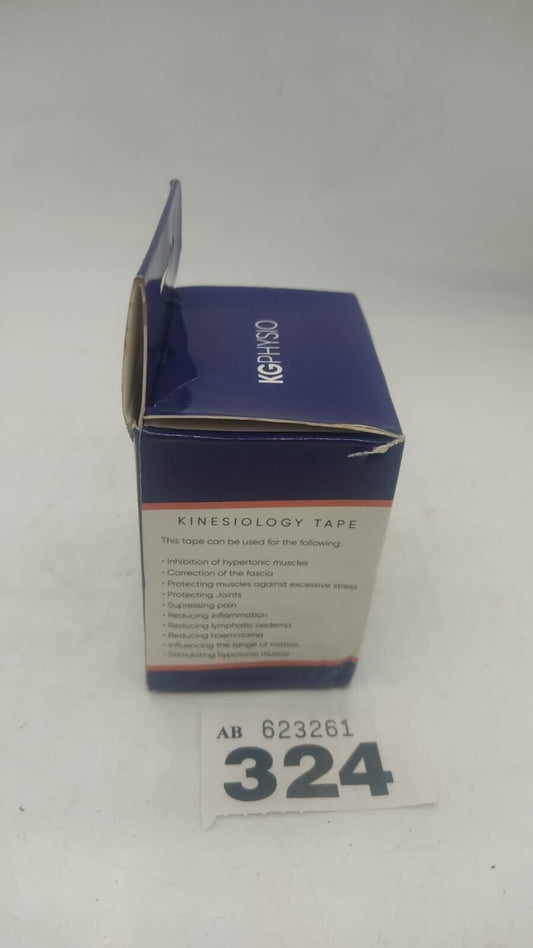 KGPHYSIO
KINESIOLOGY TAPE
This tape can be used for the following:
• Inhibition of hypertonic muscles
• Correction of the fascia
• Protecting muscles against excessive stress
• Protecting Joints
• Supressing pain
• Reducing inflammation
• Reducing lymphatic oedema
• Reducing haematoma
• Influencing the range of motion
• Stimulating hypotonic muscle
AB 623261
324